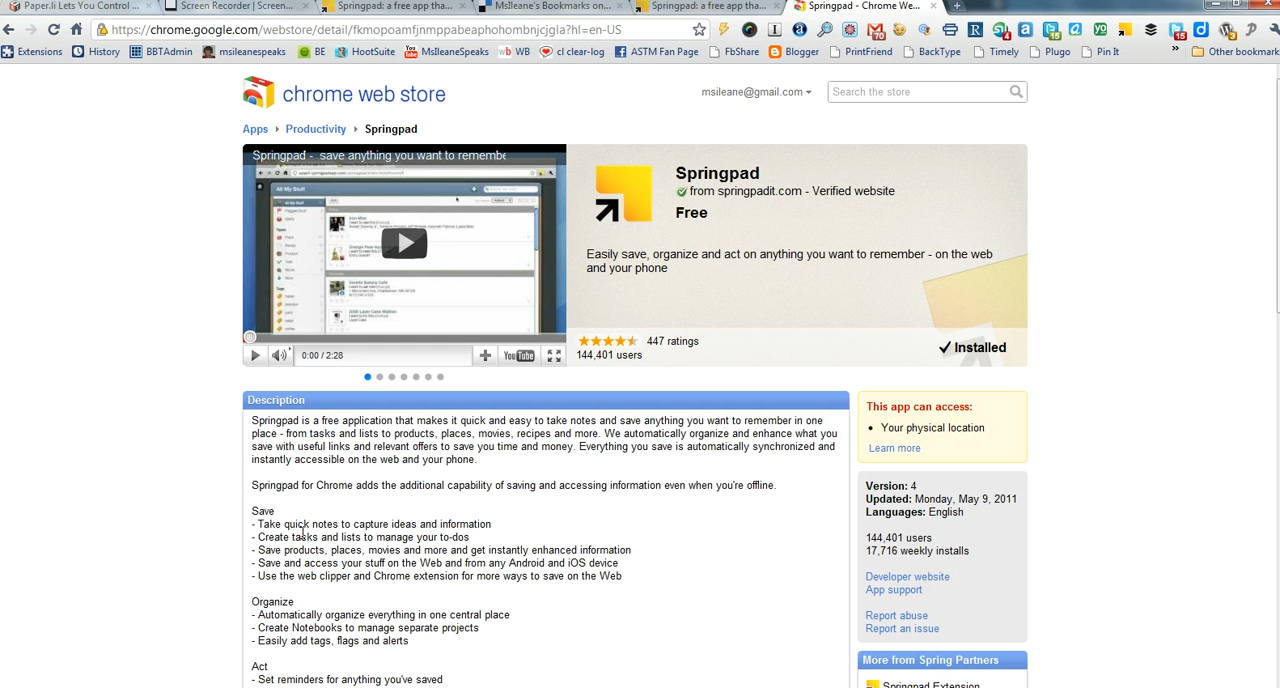 Paper.li Lets You Control ...
Screen Recorder | Screen...
Springpad: a free app tha...
MsIleane's Bookmarks on...
Springpad: a free app tha...
Springpad - Chrome We...
https://chrome.google.com/webstore/detail/fkmopoamfjnmppabeaphohombnjcjgla?hl=en-US
Extensions History BBTAdmin msileanespeaks BE HootSuite MsIleaneSpeaks WB cl clear-log ASTM Fan Page FbShare Blogger PrintFriend BackType Timely Plugo Pin It » Other bookmark
chrome web store
msileane@gmail.com
Search the store
Apps Productivity Springpad
Springpad - save anything you want to remembe
All My Stuff
0:00 / 2:28
YouTube
Springpad
from springpadit.com - Verified website
Free
Easily save, organize and act on anything you want to remember - on the web
and your phone
447 ratings
144,401 users
Installed
Description
Springpad is a free application that makes it quick and easy to take notes and save anything you want to remember in one
place - from tasks and lists to products, places, movies, recipes and more. We automatically organize and enhance what you
save with useful links and relevant offers to save you time and money. Everything you save is automatically synchronized and
instantly accessible on the web and your phone.
Springpad for Chrome adds the additional capability of saving and accessing information even when you're offline.
Save
- Take quick notes to capture ideas and information
- Create tasks and lists to manage your to-dos
- Save products, places, movies and more and get instantly enhanced information
- Save and access your stuff on the Web and from any Android and iOS device
- Use the web clipper and Chrome extension for more ways to save on the Web
Organize
- Automatically organize everything in one central place
- Create Notebooks to manage separate projects
- Easily add tags, flags and alerts
Act
- Set reminders for anything you've saved
This app can access:
• Your physical location
Learn more
Version: 4
Updated: Monday, May 9, 2011
Languages: English
144,401 users
17,716 weekly installs
Developer website
App support
Report abuse
Report an issue
More from Spring Partners
Springpad Extension